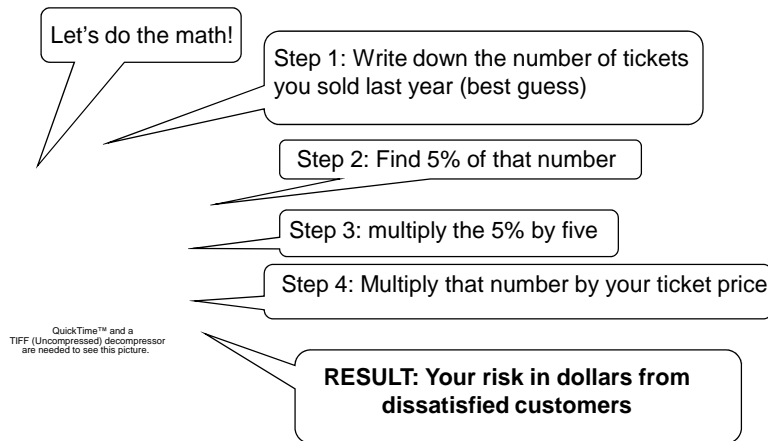 Let's do the math!
Step 1: Write down the number of tickets
you sold last year (best guess)
Step 2: Find 5% of that number
Step 3: multiply the 5% by five
Step 4: Multiply that number by your ticket price
QuickTime™ and a
TIFF (Uncompressed) decompressor
are needed to see this picture.
RESULT: Your risk in dollars from
dissatisfied customers